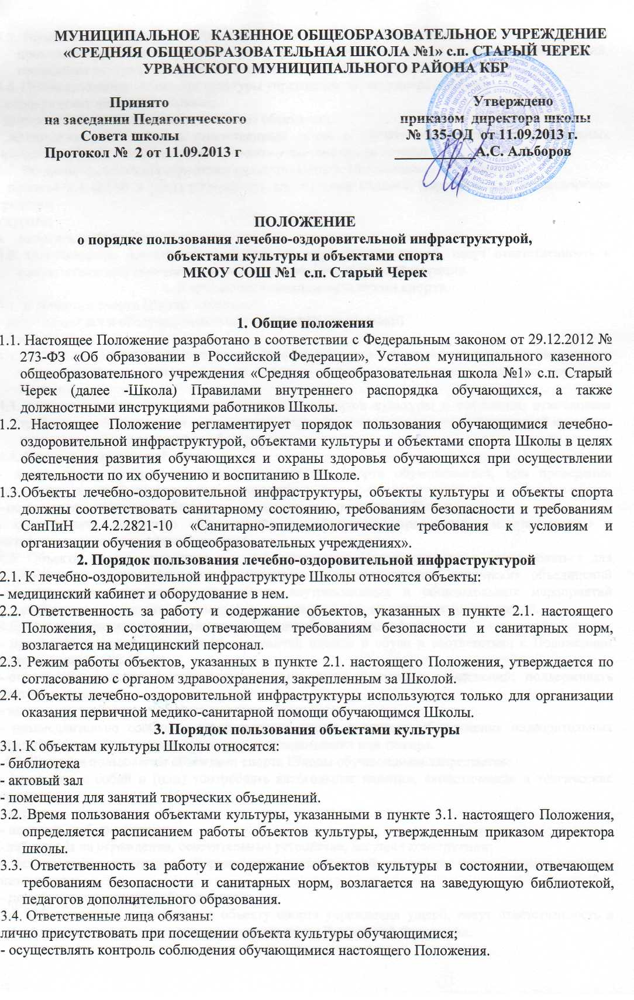 МУНИЦИПАЛЬНОЕ КАЗЕННОЕ ОБЩЕОБРАЗОВАТЕЛЬНОЕ УЧРЕЖДЕНИЕ
«СРЕДНЯЯ ОБЩЕОБРАЗОВАТЕЛЬНАЯ ШКОЛА №1» с.п. СТАРЫЙ ЧЕРЕК
УРВАНСКОГО МУНИЦИПАЛЬНОГО РАЙОНА КБР
Принято
на заседании Педагогического
Совета школы
Протокол № 2 от 11.09.2013 г
Утверждено
приказом директора школы
№ 135-ОД от 11.09.2013 г.
___________А.С. Альборов
ПОЛОЖЕНИЕ
о порядке пользования лечебно-оздоровительной инфраструктурой,
объектами культуры и объектами спорта
МКОУ СОШ №1 с.п. Старый Черек
1. Общие положения
1.1. Настоящее Положение разработано в соответствии с Федеральным законом от 29.12.2012 №
273-ФЗ «Об образовании в Российской Федерации», Уставом муниципального казенного
общеобразовательного учреждения «Средняя общеобразовательная школа №1» с.п. Старый
Черек (далее -Школа) Правилами внутреннего распорядка обучающихся, а также
должностными инструкциями работников Школы.
1.2. Настоящее Положение регламентирует порядок пользования обучающимися лечебно-
оздоровительной инфраструктурой, объектами культуры и объектами спорта Школы в целях
обеспечения развития обучающихся и охраны здоровья обучающихся при осуществлении
деятельности по их обучению и воспитанию в Школе.
1.3.Объекты лечебно-оздоровительной инфраструктуры, объекты культуры и объекты спорта
должны соответствовать санитарному состоянию, требованиям безопасности и требованиям
СанПиН 2.4.2.2821-10 «Санитарно-эпидемиологические требования к условиям и
организации обучения в общеобразовательных учреждениях».
2. Порядок пользования лечебно-оздоровительной инфраструктурой
2.1. К лечебно-оздоровительной инфраструктуре Школы относятся объекты:
- медицинский кабинет и оборудование в нем.
2.2. Ответственность за работу и содержание объектов, указанных в пункте 2.1. настоящего
Положения, в состоянии, отвечающем требованиям безопасности и санитарных норм,
возлагается на медицинский персонал.
2.3. Режим работы объектов, указанных в пункте 2.1. настоящего Положения, утверждается по
согласованию с органом здравоохранения, закрепленным за Школой.
2.4. Объекты лечебно-оздоровительной инфраструктуры используются только для организации
оказания первичной медико-санитарной помощи обучающимся Школы.
3. Порядок пользования объектами культуры
3.1. К объектам культуры Школы относятся:
- библиотека
- актовый зал
- помещения для занятий творческих объединений.
3.2. Время пользования объектами культуры, указанными в пункте 3.1. настоящего Положения,
определяется расписанием работы объектов культуры, утвержденным приказом директора
школы.
3.3. Ответственность за работу и содержание объектов культуры в состоянии, отвечающем
требованиям безопасности и санитарных норм, возлагается на заведующую библиотекой,
педагогов дополнительного образования.
3.4. Ответственные лица обязаны:
лично присутствовать при посещении объекта культуры обучающимися;
- осуществлять контроль соблюдения обучающимися настоящего Положения.